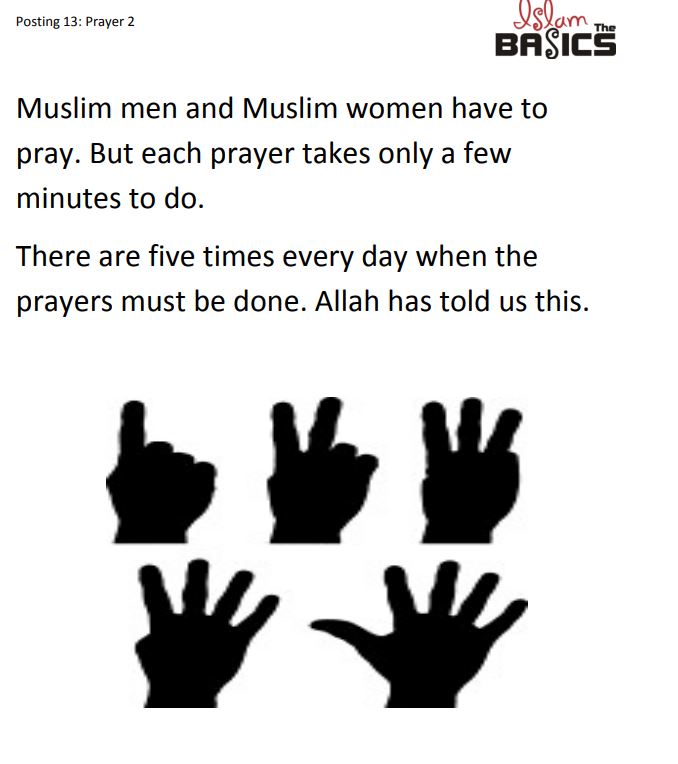 Posting 13: Prayer 2
Islam The
BASICS
Muslim men and Muslim women have to
pray. But each prayer takes only a few
minutes to do.
There are five times every day when the
prayers must be done. Allah has told us this.